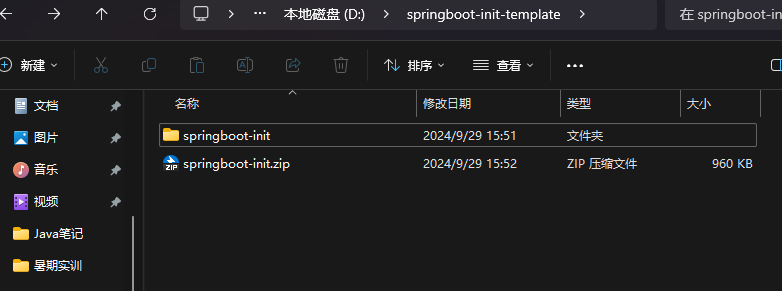 本地磁盘 (D:) springboot-init-template 在 springboot-in
新建 排序 查看
名称 修改日期 类型 大小
文档
springboot-init 2024/9/29 15:51 文件夹
图片
springboot-init.zip 2024/9/29 15:52 ZIP 压缩文件 960 KB
ZIP
音乐
视频
Java笔记
暑期实训